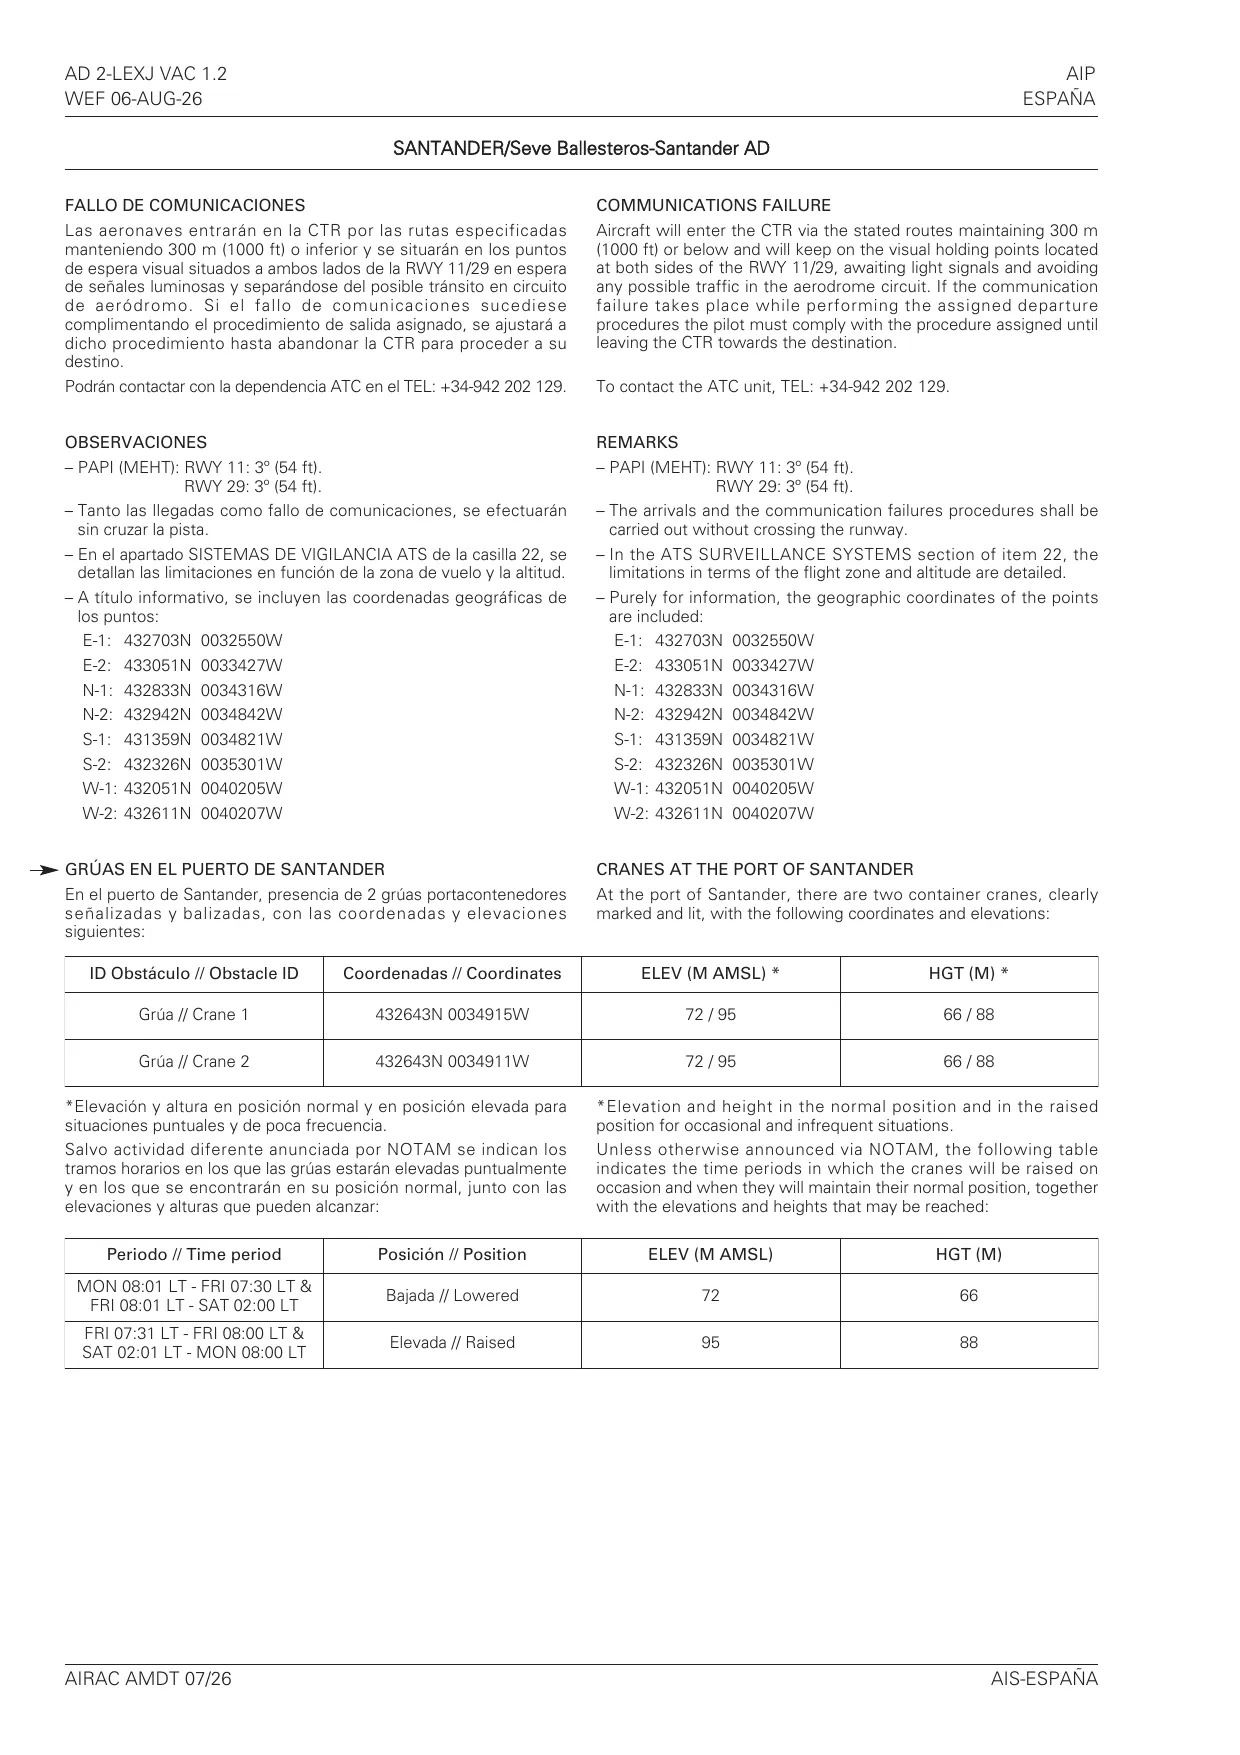 AD 2-LEXJ VAC 1.2
WEF 06-AUG-26
AIP
ESPAÑA
SANTANDER/Seve Ballesteros-Santander AD
FALLO DE COMUNICACIONES
Las aeronaves entrarán en la CTR por las rutas especificadas
manteniendo 300 m (1000 ft) o inferior y se situarán en los puntos
de espera visual situados a ambos lados de la RWY 11/29 en espera
de señales luminosas y separándose del posible tránsito en circuito
de aeródromo. Si el fallo de comunicaciones sucediese
complimentando el procedimiento de salida asignado, se ajustará a
dicho procedimiento hasta abandonar la CTR para proceder a su
destino.
Podrán contactar con la dependencia ATC en el TEL: +34-942 202 129.
COMMUNICATIONS FAILURE
Aircraft will enter the CTR via the stated routes maintaining 300 m
(1000 ft) or below and will keep on the visual holding points located
at both sides of the RWY 11/29, awaiting light signals and avoiding
any possible traffic in the aerodrome circuit. If the communication
failure takes place while performing the assigned departure
procedures the pilot must comply with the procedure assigned until
leaving the CTR towards the destination.
To contact the ATC unit, TEL: +34-942 202 129.
OBSERVACIONES
– PAPI (MEHT): RWY 11: 3º (54 ft).
RWY 29: 3º (54 ft).
– Tanto las llegadas como fallo de comunicaciones, se efectuarán
sin cruzar la pista.
– En el apartado SISTEMAS DE VIGILANCIA ATS de la casilla 22, se
detallan las limitaciones en función de la zona de vuelo y la altitud.
– A título informativo, se incluyen las coordenadas geográficas de
los puntos:
E-1: 432703N 0032550W
E-2: 433051N 0033427W
N-1: 432833N 0034316W
N-2: 432942N 0034842W
S-1: 431359N 0034821W
S-2: 432326N 0035301W
W-1: 432051N 0040205W
W-2: 432611N 0040207W
REMARKS
– PAPI (MEHT): RWY 11: 3º (54 ft).
RWY 29: 3º (54 ft).
– The arrivals and the communication failures procedures shall be
carried out without crossing the runway.
– In the ATS SURVEILLANCE SYSTEMS section of item 22, the
limitations in terms of the flight zone and altitude are detailed.
– Purely for information, the geographic coordinates of the points
are included:
E-1: 432703N 0032550W
E-2: 433051N 0033427W
N-1: 432833N 0034316W
N-2: 432942N 0034842W
S-1: 431359N 0034821W
S-2: 432326N 0035301W
W-1: 432051N 0040205W
W-2: 432611N 0040207W
GRÚAS EN EL PUERTO DE SANTANDER
En el puerto de Santander, presencia de 2 grúas portacontenedores
señalizadas y balizadas, con las coordenadas y elevaciones
siguientes:
CRANES AT THE PORT OF SANTANDER
At the port of Santander, there are two container cranes, clearly
marked and lit, with the following coordinates and elevations:
ID Obstáculo // Obstacle ID Coordenadas // Coordinates ELEV (M AMSL) * HGT (M) *
Grúa // Crane 1 432643N 0034915W 72 / 95 66 / 88
Grúa // Crane 2 432643N 0034911W 72 / 95 66 / 88
*Elevación y altura en posición normal y en posición elevada para
situaciones puntuales y de poca frecuencia.
Salvo actividad diferente anunciada por NOTAM se indican los
tramos horarios en los que las grúas estarán elevadas puntualmente
y en los que se encontrarán en su posición normal, junto con las
elevaciones y alturas que pueden alcanzar:
*Elevation and height in the normal position and in the raised
position for occasional and infrequent situations.
Unless otherwise announced via NOTAM, the following table
indicates the time periods in which the cranes will be raised on
occasion and when they will maintain their normal position, together
with the elevations and heights that may be reached:
Periodo // Time period Posición // Position ELEV (M AMSL) HGT (M)
MON 08:01 LT - FRI 07:30 LT &
FRI 08:01 LT - SAT 02:00 LT
Bajada // Lowered 72 66
FRI 07:31 LT - FRI 08:00 LT &
SAT 02:01 LT - MON 08:00 LT
Elevada // Raised 95 88
AIRAC AMDT 07/26
AIS-ESPAÑA